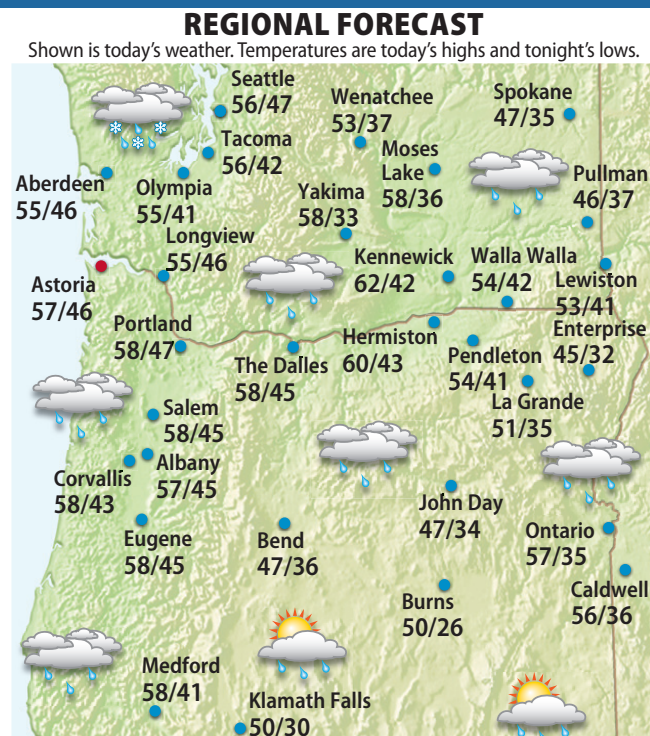 REGIONAL FORECAST
Shown is today's weather. Temperatures are today's highs and tonight's lows.
Seattle
56/47
Wenatchee
53/37
Spokane
47/35
Tacoma
56/42
Moses
Lake
58/36
Aberdeen
55/46
Olympia
55/41
Yakima
58/33
Pullman
46/37
Longview
55/46
Astoria
57/46
Kennewick
62/42
Walla Walla
54/42
Lewiston
53/41
Portland
58/47
The Dalles
58/45
Hermiston
60/43
Pendleton
54/41
Enterprise
45/32
La Grande
51/35
Salem
58/45
Albany
57/45
Corvallis
58/43
Eugene
58/45
Bend
47/36
John Day
47/34
Ontario
57/35
Caldwell
56/36
Burns
50/26
Medford
58/41
Klamath Falls
50/30